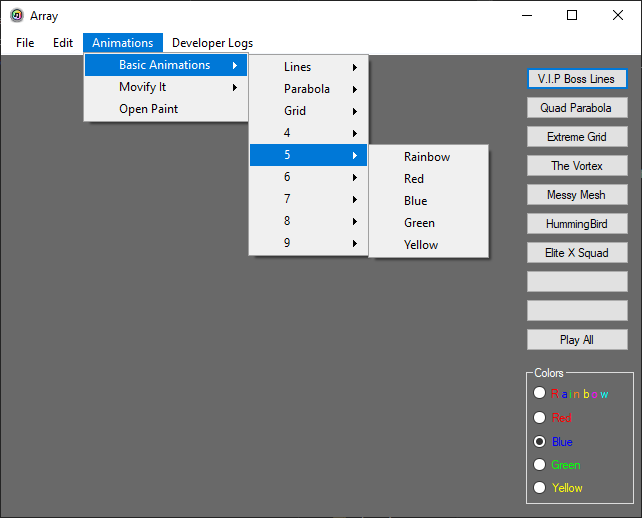 Array
File Edit Animations Developer Logs
Basic Animations
Movify It
Open Paint
Lines
Parabola
Grid
4
5
6
7
8
9
Rainbow
Red
Blue
Green
Yellow
V.I.P Boss Lines
Quad Parabola
Extreme Grid
The Vortex
Messy Mesh
HummingBird
Elite X Squad
Play All
Colors
R a i n b o w
Red
Blue
Green
Yellow